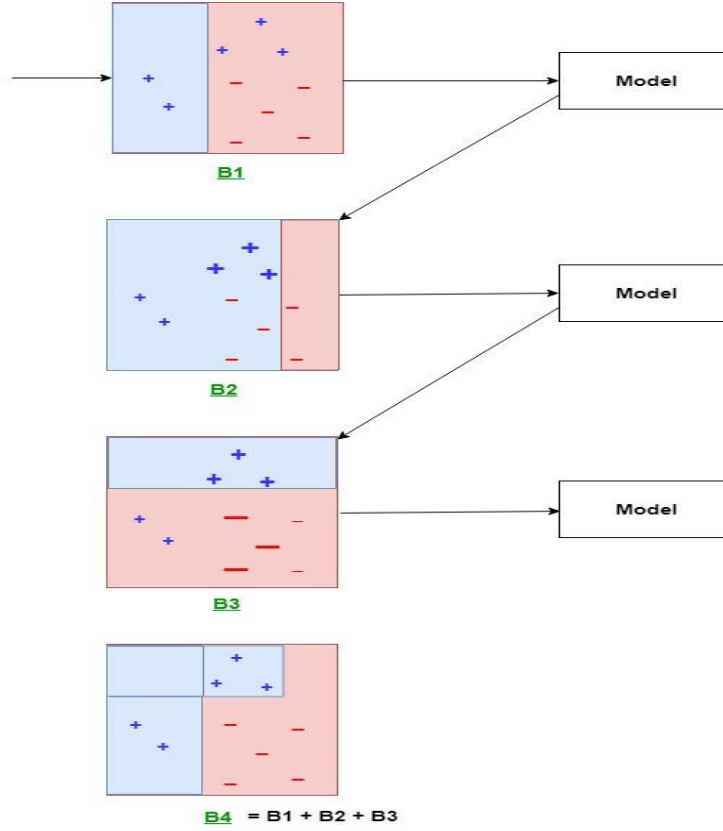 Model
B1
Model
B2
Model
B3
B4 = B1 + B2 + B3